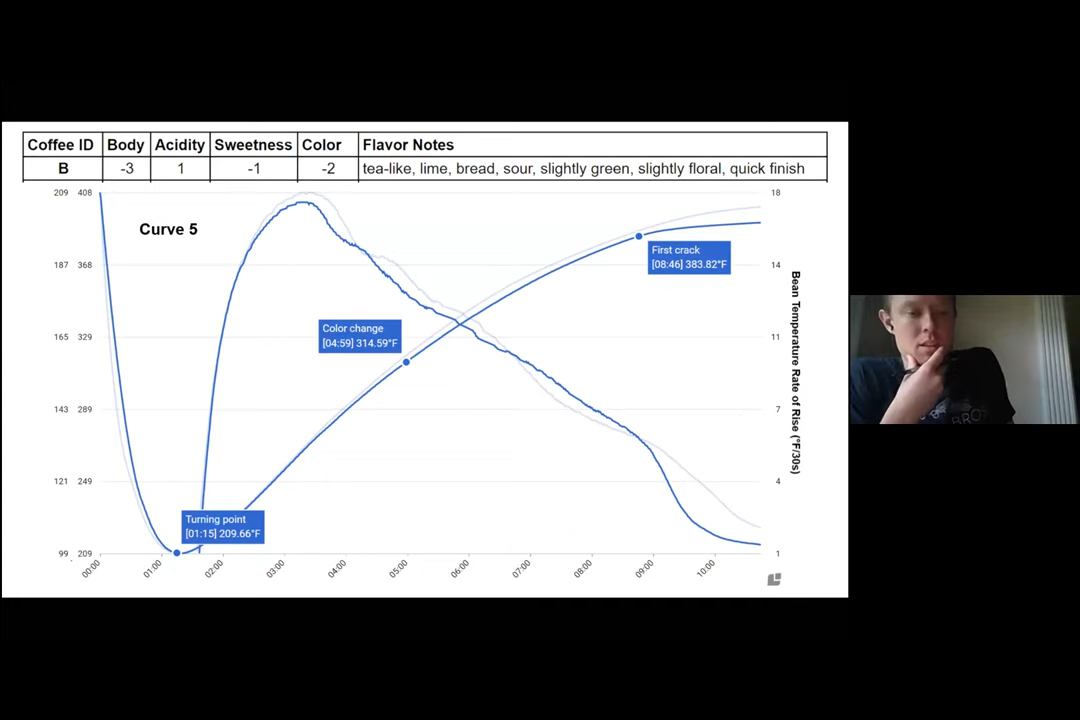 Coffee ID Body Acidity Sweetness Color Flavor Notes
B -3 1 -1 -2 tea-like, lime, bread, sour, slightly green, slightly floral, quick finish
209 408 18
Curve 5
First crack
[08:46] 383.82°F
187 368 14
Color change
[04:59] 314.59°F
165 329 11
Bean Temperature Rate of Rise (°F/30s)
143 289 7
121 249 4
Turning point
[01:15] 209.66°F
99 209 1
00:00 01:00 02:00 03:00 04:00 05:00 06:00 07:00 08:00 09:00 10:00
BROS